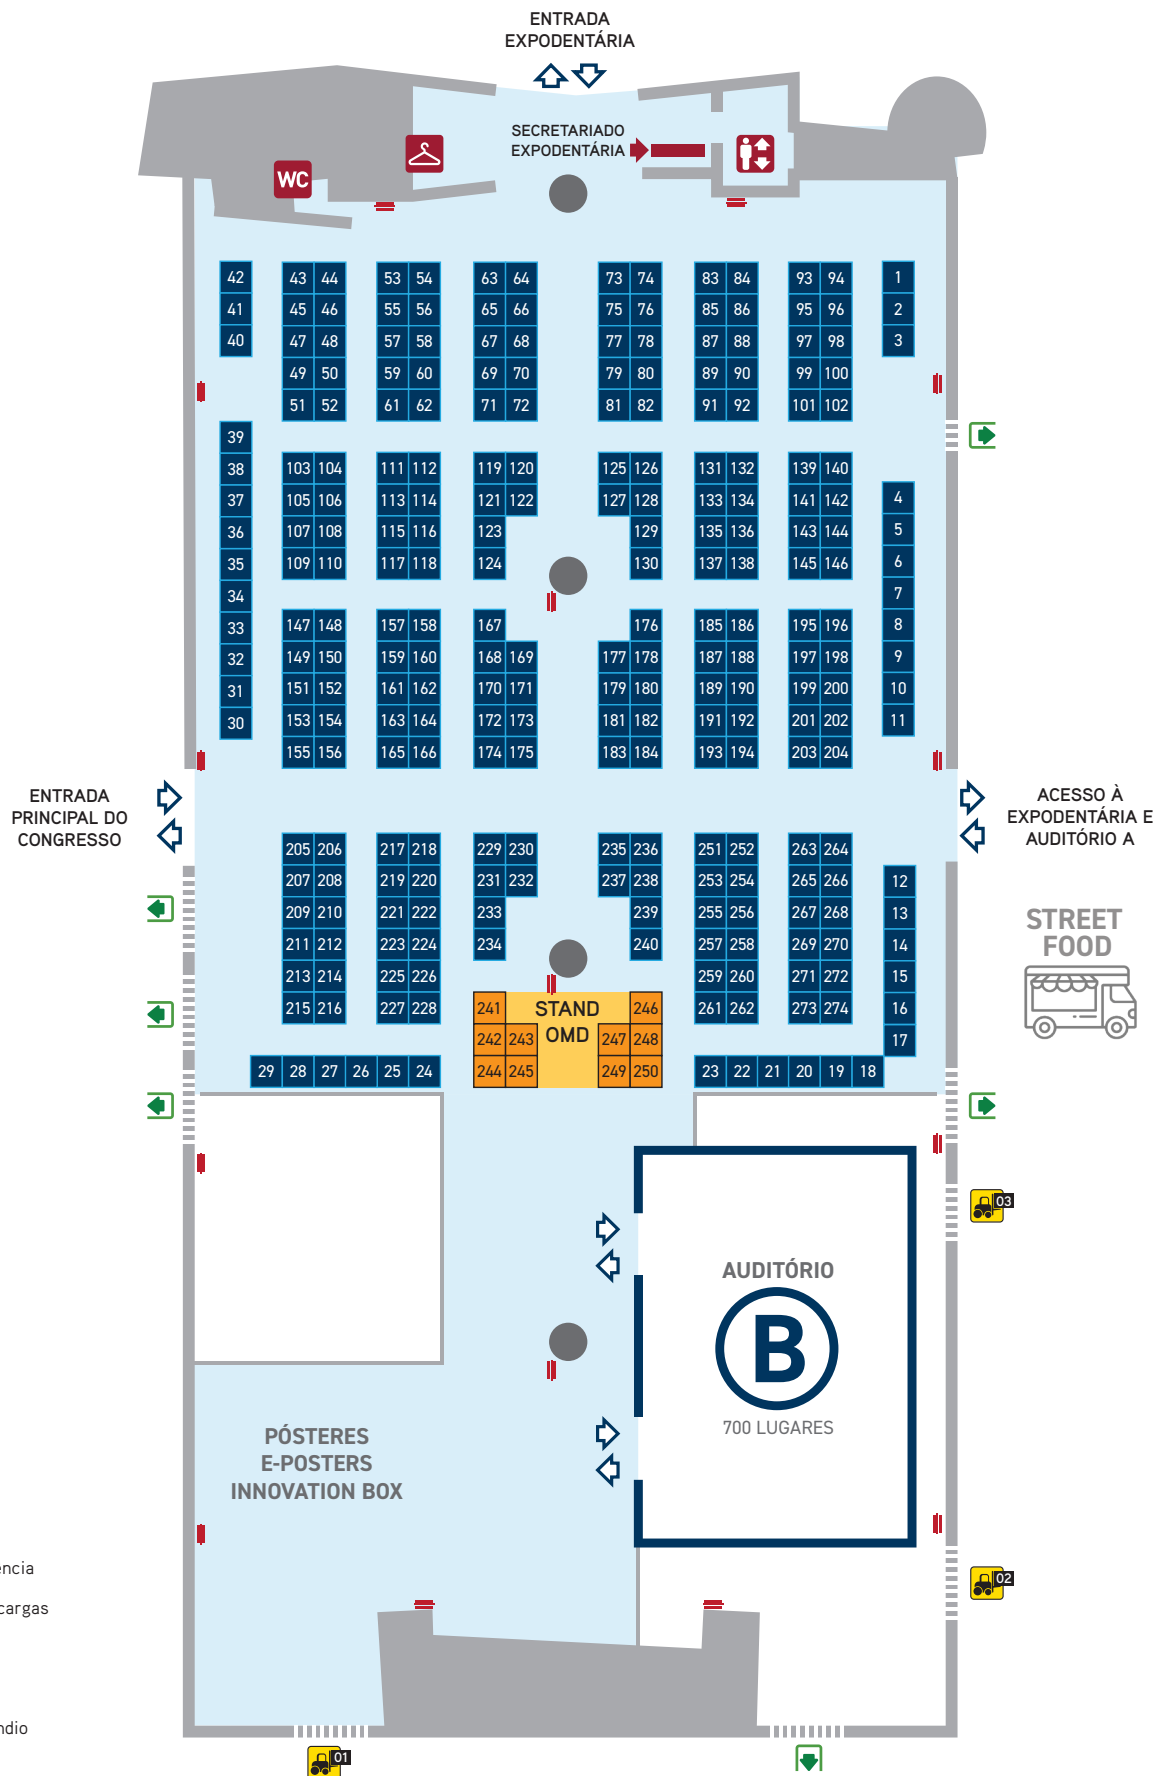 ENTRADA
EXPODENTÁRIA
SECRETARIADO
EXPODENTÁRIA
WC
42 43 44 53 54 63 64 73 74 83 84 93 94 1
41 45 46 55 56 65 66 75 76 85 86 95 96 2
40 47 48 57 58 67 68 77 78 87 88 97 98 3
49 50 59 60 69 70 79 80 89 90 99 100
51 52 61 62 71 72 81 82 91 92 101 102
39
38 103 104 111 112 119 120 125 126 131 132 139 140
37 105 106 113 114 121 122 127 128 133 134 141 142 4
36 107 108 115 116 123 129 135 136 143 144 5
35 109 110 117 118 124 130 137 138 145 146 6
34 7
33 147 148 157 158 167 176 185 186 195 196 8
32 149 150 159 160 168 169 177 178 187 188 197 198 9
31 151 152 161 162 170 171 179 180 189 190 199 200 10
30 153 154 163 164 172 173 181 182 191 192 201 202 11
155 156 165 166 174 175 183 184 193 194 203 204
ENTRADA
PRINCIPAL DO
CONGRESSO
ACESSO À
EXPODENTÁRIA E
AUDITÓRIO A
205 206 217 218 229 230 235 236 251 252 263 264
207 208 219 220 231 232 237 238 253 254 265 266 12
209 210 221 222 233 239 255 256 267 268 13
211 212 223 224 234 240 257 258 269 270 14
213 214 225 226 259 260 271 272 15
215 216 227 228 241 246 261 262 273 274 16
242 243 247 248 17
29 28 27 26 25 24 244 245 249 250 23 22 21 20 19 18
STAND
OMD
STREET
FOOD
03
AUDITÓRIO
B
700 LUGARES
PÓSTERES
E-POSTERS
INNOVATION BOX
ência
cargas
02
ndio
01